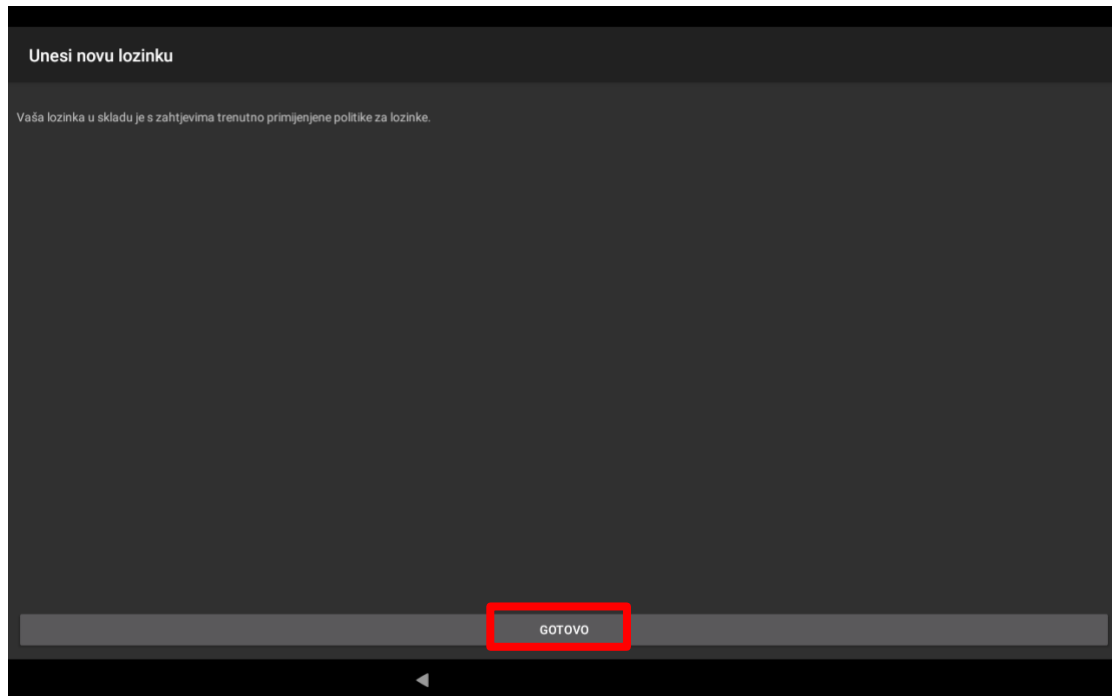 Unesi novu lozinku
Vaša lozinka u skladu je s zahtjevima trenutno primijenjene politike za lozinke.
GOTOVO